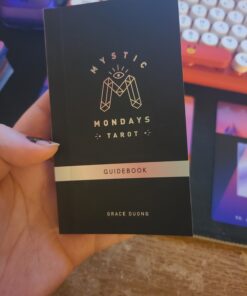 MYSTIC
M
MONDAYS
TAROT
GUIDEBOOK
GRACE DUONG